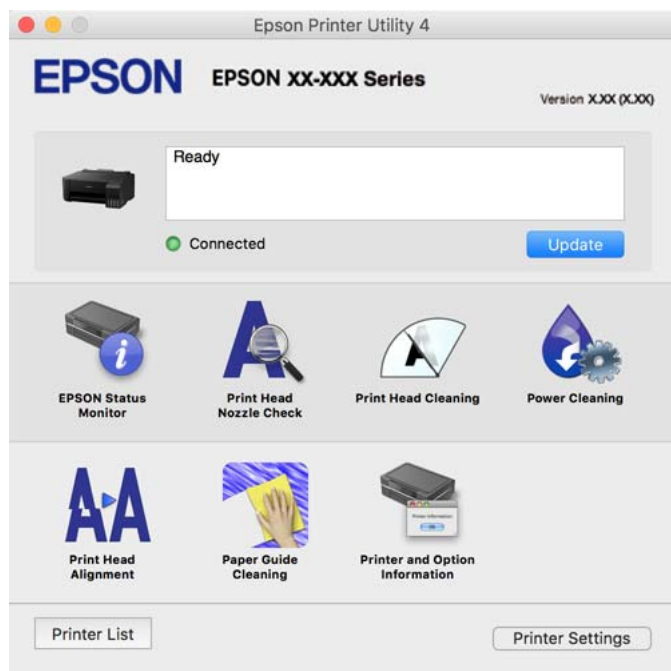 Epson Printer Utility 4
EPSON
EPSON XX-XXX Series
Version X.XX (X.XX)
Ready
Connected
Update
EPSON Status
Monitor
Print Head
Nozzle Check
Print Head Cleaning
Power Cleaning
Print Head
Alignment
Paper Guide
Cleaning
Printer and Option
Information
Printer List
Printer Settings